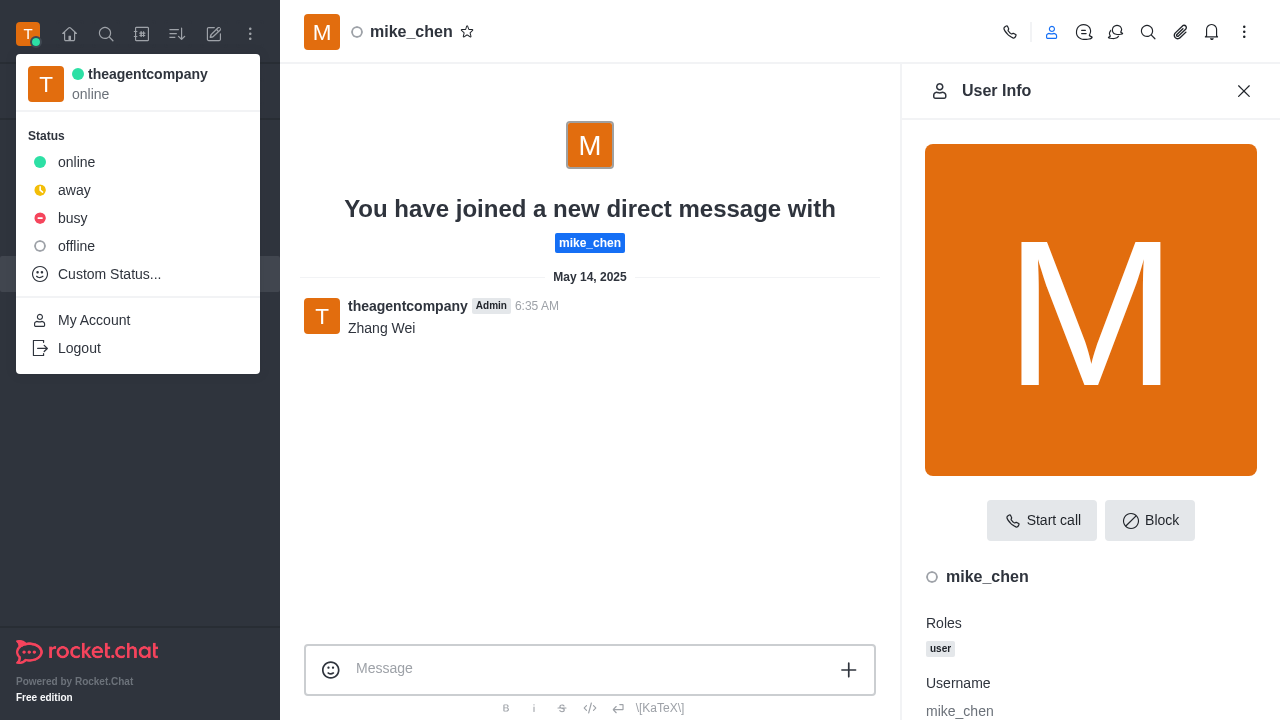 T
T
theagentcompany
online
Status
online
away
busy
offline
Custom Status...
My Account
Logout
rocket.chat
Powered by Rocket.Chat
Free edition
M
mike_chen
M
You have joined a new direct message with
mike_chen
May 14, 2025
T
theagentcompany Admin 6:35 AM
Zhang Wei
Message
B i S \[KaTeX\]
User Info
M
Start call
Block
mike_chen
Roles
user
Username
mike_chen